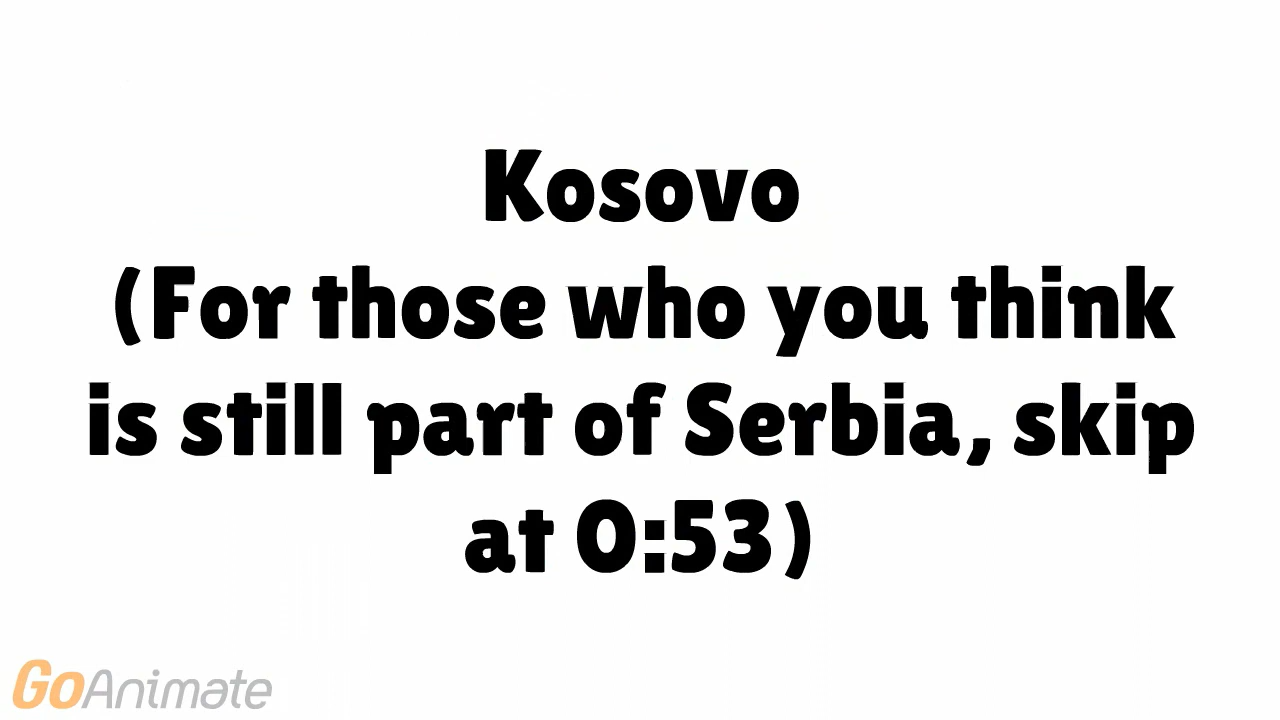 Kosovo
(For those who you think
is still part of Serbia, skip
at 0:53)
GoAnimate